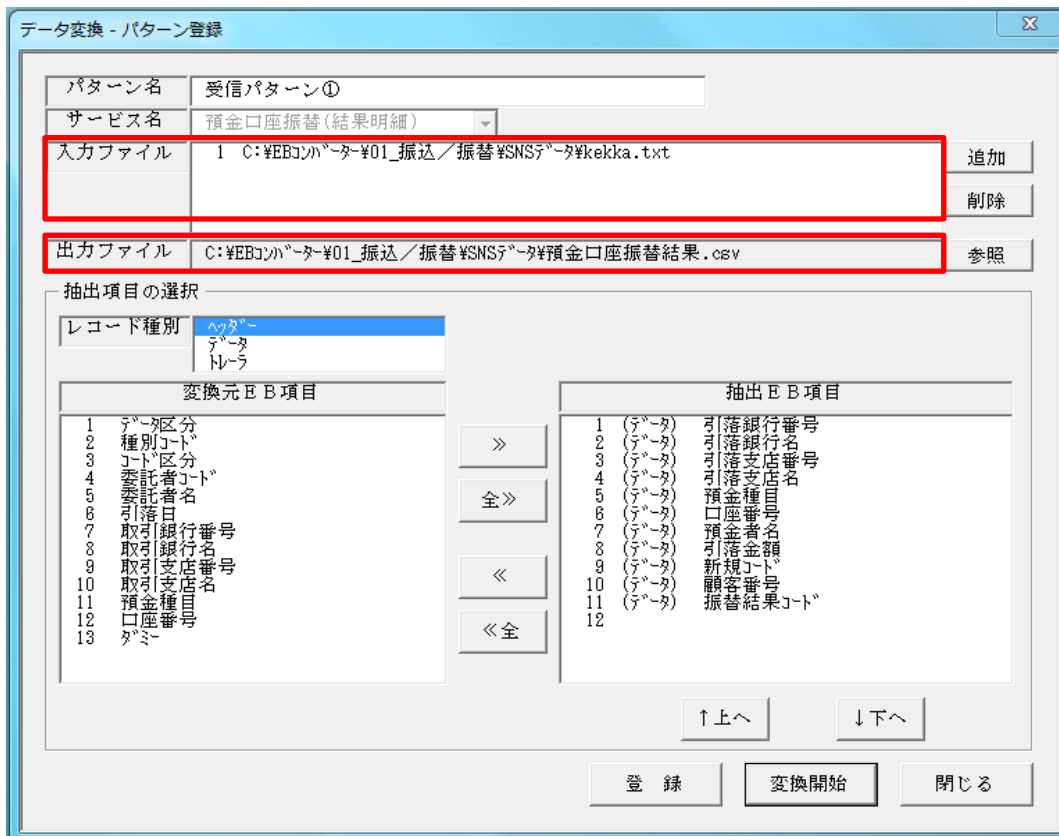 データ変換 - パターン登録
パターン名 受信パターン①
サービス名 預金口座振替(結果明細)
入力ファイル 1 C:¥EBｺﾝﾊﾞｰﾀｰ¥01_振込／振替¥SNSﾃﾞｰﾀ¥kekka.txt 追加
削除
出力ファイル C:¥EBｺﾝﾊﾞｰﾀｰ¥01_振込／振替¥SNSﾃﾞｰﾀ¥預金口座振替結果.csv 参照
抽出項目の選択
レコード種別 ﾍｯﾀﾞｰ
ﾃﾞｰﾀ
ﾄﾚｰﾗ
変換元ＥＢ項目
1 ﾃﾞｰﾀ区分
2 種別ｺｰﾄﾞ
3 ｺｰﾄﾞ区分
4 委託者ｺｰﾄﾞ
5 委託者名
6 引落日
7 取引銀行番号
8 取引銀行名
9 取引支店番号
10 取引支店名
11 預金種目
12 口座番号
13 ﾀﾞﾐｰ
≫
全≫
≪
≪全
抽出ＥＢ項目
1 (ﾃﾞｰﾀ) 引落銀行番号
2 (ﾃﾞｰﾀ) 引落銀行名
3 (ﾃﾞｰﾀ) 引落支店番号
4 (ﾃﾞｰﾀ) 引落支店名
5 (ﾃﾞｰﾀ) 預金種目
6 (ﾃﾞｰﾀ) 口座番号
7 (ﾃﾞｰﾀ) 預金者名
8 (ﾃﾞｰﾀ) 引落金額
9 (ﾃﾞｰﾀ) 新規ｺｰﾄﾞ
10 (ﾃﾞｰﾀ) 顧客番号
11 (ﾃﾞｰﾀ) 振替結果ｺｰﾄﾞ
12
↑上へ ↓下へ
登　録 変換開始 閉じる